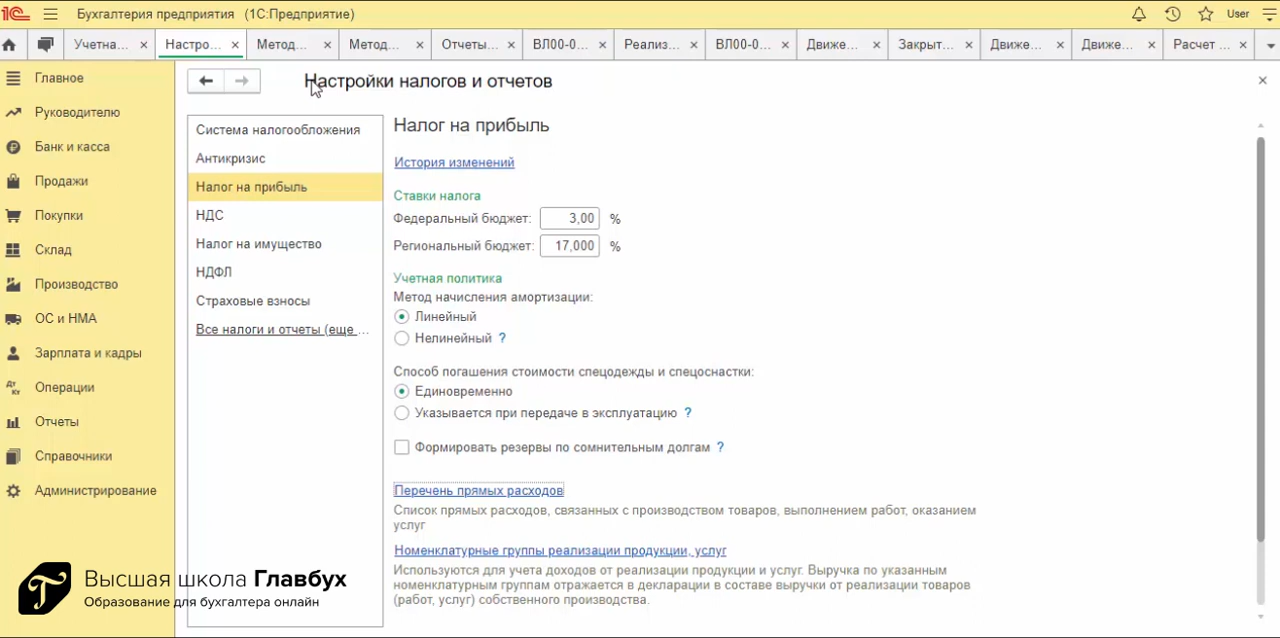 1С Бухгалтерия предприятия (1С:Предприятие) User
Учетна... × Настро... × Метод... × Метод... × Отчеты... × ВЛ00-0... × Реализ... × ВЛ00-0... × Движе... × Закрыт... × Движе... × Движе... × Расчет ... ×
Главное
Руководителю
Банк и касса
Продажи
Покупки
Склад
Производство
ОС и НМА
Зарплата и кадры
Дт Кт Операции
Отчеты
Справочники
Администрирование
Настройки налогов и отчетов
Система налогообложения
Антикризис
Налог на прибыль
НДС
Налог на имущество
НДФЛ
Страховые взносы
Все налоги и отчеты (еще ...
Налог на прибыль
История изменений
Ставки налога
Федеральный бюджет: 3,00 %
Региональный бюджет: 17,000 %
Учетная политика
Метод начисления амортизации:
Линейный
Нелинейный ?
Способ погашения стоимости спецодежды и спецоснастки:
Единовременно
Указывается при передаче в эксплуатацию ?
Формировать резервы по сомнительным долгам ?
Перечень прямых расходов
Список прямых расходов, связанных с производством товаров, выполнением работ, оказанием
услуг
Номенклатурные группы реализации продукции, услуг
Используются для учета доходов от реализации продукции и услуг. Выручка по указанным
номенклатурным группам отражается в декларации в составе выручки от реализации товаров
(работ, услуг) собственного производства.
Высшая школа Главбух
Образование для бухгалтера онлайн